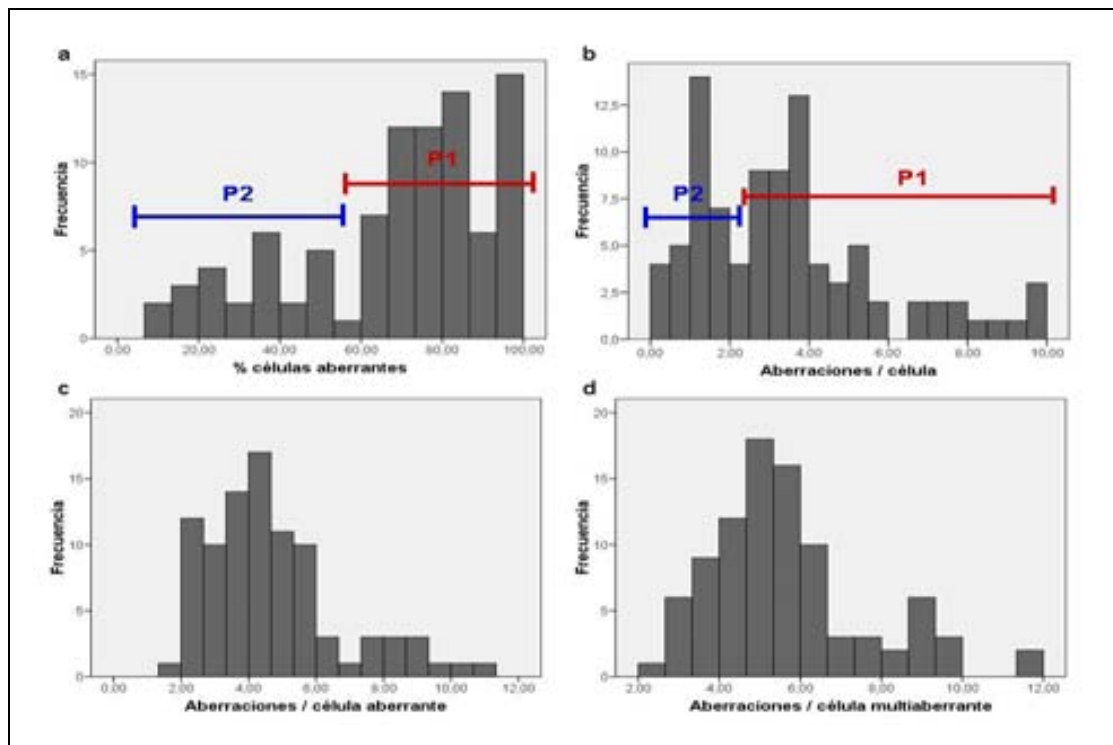 a
15
10
5
0
Frecuencia
P2
P1
0.00
20.00
40.00
60.00
80.00
100.00
% células aberrantes
b
12,5
10,0
7,5
5,0
2,5
0,0
Frecuencia
P2
P1
0.00
2.00
4.00
6.00
8.00
10.00
Aberraciones / célula
c
20
15
10
5
0
Frecuencia
0.00
2.00
4.00
6.00
8.00
10.00
12.00
Aberraciones / célula aberrante
d
20
15
10
5
0
Frecuencia
2.00
4.00
6.00
8.00
10.00
12.00
Aberraciones / célula multiaberrante